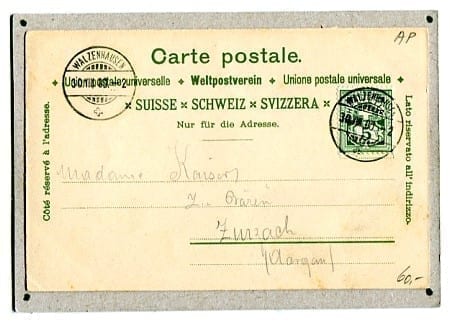 AP
Carte postale.
WALZENHAUSEN
Union postale universelle ✦ Weltpostverein ✦ Unione postale universale
× SUISSE × SCHWEIZ × SVIZZERA ×
Nur für die Adresse.
Côté réservé à l'adresse.
Lato riservato all' indirizzo.
Madame Kaiser
Z. Bären
Zurzach
(Aargau)
60,-